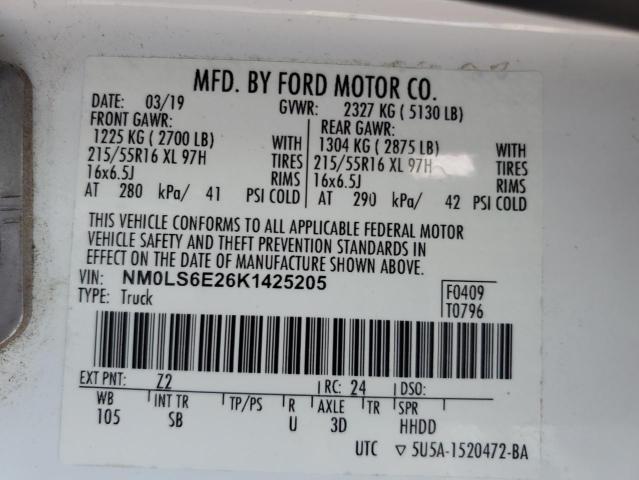 MFD. BY FORD MOTOR CO.
DATE: 03/19 GVWR: 2327 KG ( 5130 LB)
FRONT GAWR: REAR GAWR:
1225 KG ( 2700 LB) WITH 1304 KG ( 2875 LB) WITH
215/55R16 XL 97H TIRES 215/55R16 XL 97H TIRES
16x6.5J RIMS 16x6.5J RIMS
AT 280 kPa/ 41 PSI COLD AT 290 kPa/ 42 PSI COLD
THIS VEHICLE CONFORMS TO ALL APPLICABLE FEDERAL MOTOR
VEHICLE SAFETY AND THEFT PREVENTION STANDARDS IN
EFFECT ON THE DATE OF MANUFACTURE SHOWN ABOVE.
VIN: NM0LS6E26K1425205 F0409
TYPE: Truck T0796
EXT PNT: Z2 RC: 24 DSO:
WB INT TR TP/PS R AXLE TR SPR
105 SB U 3D HHDD
UTC ▽ 5U5A-1520472-BA